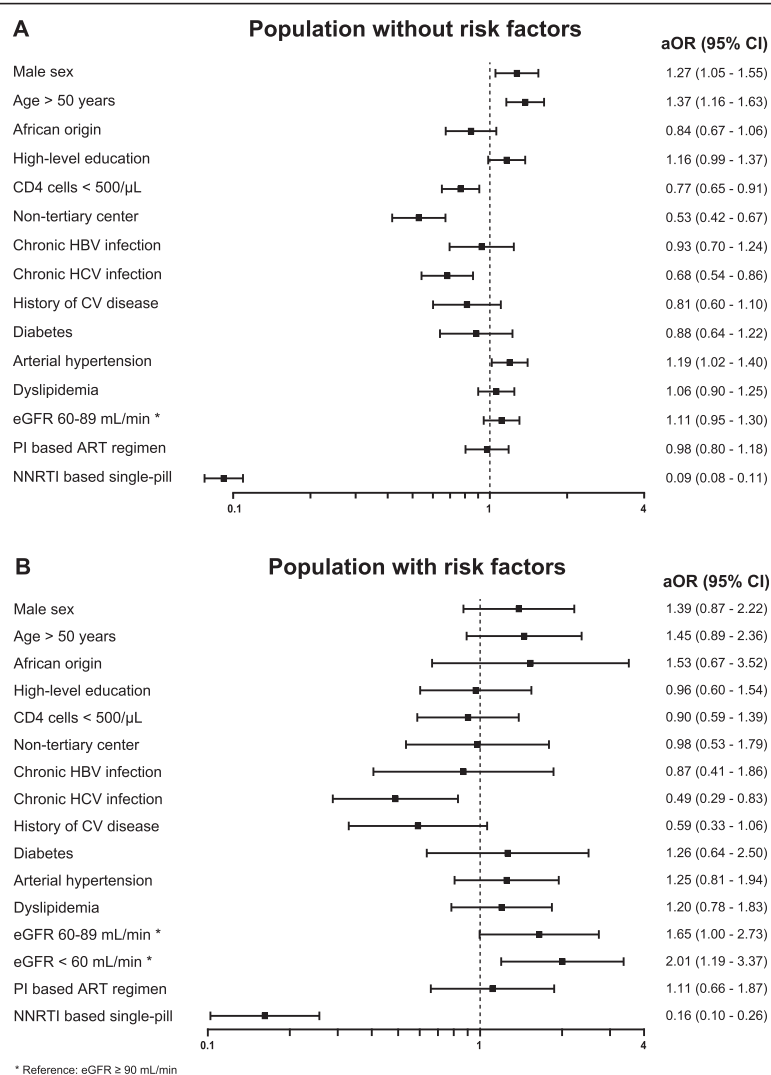 A Population without risk factors
aOR (95% CI)
Male sex 1.27 (1.05 - 1.55)
Age > 50 years 1.37 (1.16 - 1.63)
African origin 0.84 (0.67 - 1.06)
High-level education 1.16 (0.99 - 1.37)
CD4 cells < 500/µL 0.77 (0.65 - 0.91)
Non-tertiary center 0.53 (0.42 - 0.67)
Chronic HBV infection 0.93 (0.70 - 1.24)
Chronic HCV infection 0.68 (0.54 - 0.86)
History of CV disease 0.81 (0.60 - 1.10)
Diabetes 0.88 (0.64 - 1.22)
Arterial hypertension 1.19 (1.02 - 1.40)
Dyslipidemia 1.06 (0.90 - 1.25)
eGFR 60-89 mL/min * 1.11 (0.95 - 1.30)
PI based ART regimen 0.98 (0.80 - 1.18)
NNRTI based single-pill 0.09 (0.08 - 0.11)
0.1 1 4
B Population with risk factors
aOR (95% CI)
Male sex 1.39 (0.87 - 2.22)
Age > 50 years 1.45 (0.89 - 2.36)
African origin 1.53 (0.67 - 3.52)
High-level education 0.96 (0.60 - 1.54)
CD4 cells < 500/µL 0.90 (0.59 - 1.39)
Non-tertiary center 0.98 (0.53 - 1.79)
Chronic HBV infection 0.87 (0.41 - 1.86)
Chronic HCV infection 0.49 (0.29 - 0.83)
History of CV disease 0.59 (0.33 - 1.06)
Diabetes 1.26 (0.64 - 2.50)
Arterial hypertension 1.25 (0.81 - 1.94)
Dyslipidemia 1.20 (0.78 - 1.83)
eGFR 60-89 mL/min * 1.65 (1.00 - 2.73)
eGFR < 60 mL/min * 2.01 (1.19 - 3.37)
PI based ART regimen 1.11 (0.66 - 1.87)
NNRTI based single-pill 0.16 (0.10 - 0.26)
0.1 1 4
* Reference: eGFR ≥ 90 mL/min